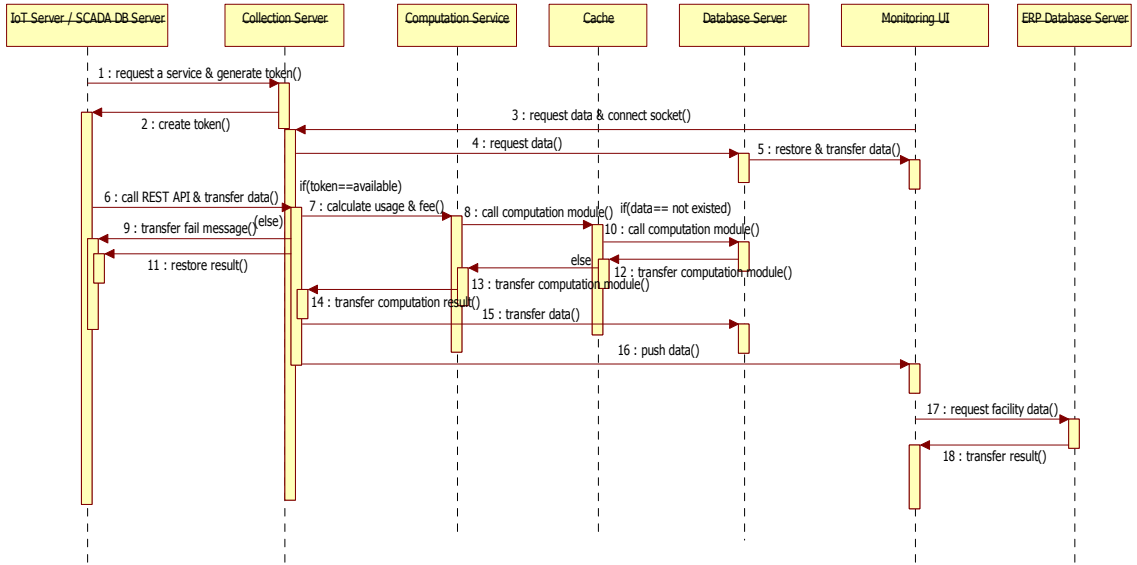 IoT Server / SCADA DB Server
Collection Server
Computation Service
Cache
Database Server
Monitoring UI
ERP Database Server
1 : request a service & generate token()
2 : create token()
3 : request data & connect socket()
4 : request data()
5 : restore & transfer data()
if(token==available)
6 : call REST API & transfer data()
7 : calculate usage & fee()
8 : call computation module()
if(data== not existed)
(else)
9 : transfer fail message()
10 : call computation module()
11 : restore result()
else
12 : transfer computation module()
13 : transfer computation module()
14 : transfer computation result()
15 : transfer data()
16 : push data()
17 : request facility data()
18 : transfer result()